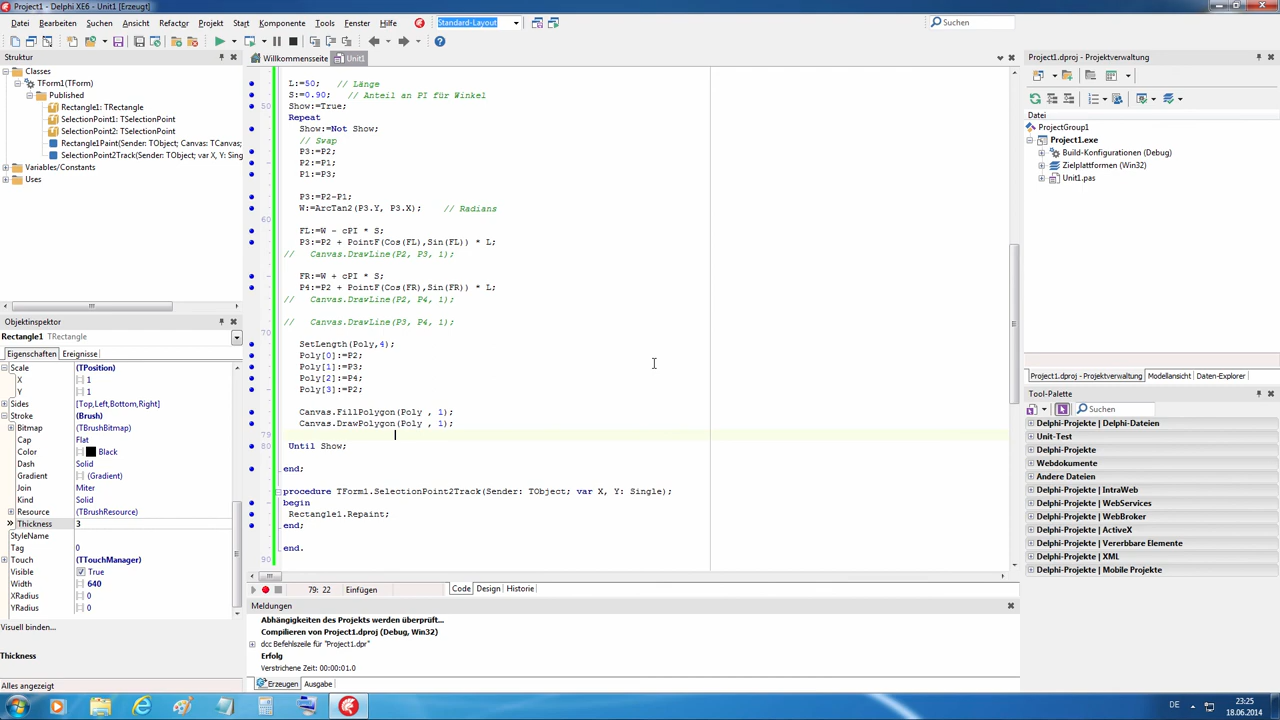 Project1 - Delphi XE6 - Unit1 [Erzeugt]
Datei Bearbeiten Suchen Ansicht Refactor Projekt Start Komponente Tools Fenster Hilfe Standard-Layout Suchen
Struktur
Classes
TForm1(TForm)
Published
Rectangle1: TRectangle
SelectionPoint1: TSelectionPoint
SelectionPoint2: TSelectionPoint
Rectangle1Paint(Sender: TObject; Canvas: TCanvas; const
SelectionPoint2Track(Sender: TObject; var X, Y: Sing
Variables/Constants
Uses
Objektinspektor
Rectangle1 TRectangle
Eigenschaften Ereignisse
Scale (TPosition)
X 1
Y 1
Sides [Top,Left,Bottom,Right]
Stroke (Brush)
Bitmap (TBrushBitmap)
Cap Flat
Color Black
Dash Solid
Gradient (Gradient)
Join Miter
Kind Solid
Resource (TBrushResource)
Thickness 3
StyleName
Tag 0
Touch (TTouchManager)
Visible True
Width 640
XRadius 0
YRadius 0
Visuell binden...
Thickness
Alles angezeigt
Willkommensseite Unit1
L:=50; // Länge
S:=0.90; // Anteil an PI für Winkel
50 Show:=True;
Repeat
Show:=Not Show;
// Swap
P3:=P2;
P2:=P1;
P1:=P3;
P3:=P2-P1;
W:=ArcTan2(P3.Y, P3.X); // Radians
60
FL:=W - cPI * S;
P3:=P2 + PointF(Cos(FL),Sin(FL)) * L;
// Canvas.DrawLine(P2, P3, 1);
FR:=W + cPI * S;
P4:=P2 + PointF(Cos(FR),Sin(FR)) * L;
// Canvas.DrawLine(P2, P4, 1);
// Canvas.DrawLine(P3, P4, 1);
70
SetLength(Poly,4);
Poly[0]:=P2;
Poly[1]:=P3;
Poly[2]:=P4;
Poly[3]:=P2;
Canvas.FillPolygon(Poly , 1);
Canvas.DrawPolygon(Poly , 1);
79
80 Until Show;
end;
procedure TForm1.SelectionPoint2Track(Sender: TObject; var X, Y: Single);
begin
Rectangle1.Repaint;
end;
end.
90
79: 22 Einfügen Code Design Historie
Meldungen
Abhängigkeiten des Projekts werden überprüft...
Compilieren von Project1.dproj (Debug, Win32)
dcc Befehlszeile für "Project1.dpr"
Erfolg
Verstrichene Zeit: 00:00:01.0
Erzeugen Ausgabe
Project1.dproj - Projektverwaltung
Datei
ProjectGroup1
Project1.exe
Build-Konfigurationen (Debug)
Zielplattformen (Win32)
Unit1.pas
Project1.dproj - Projektverwaltung Modellansicht Daten-Explorer
Tool-Palette
Suchen
Delphi-Projekte | Delphi-Dateien
Unit-Test
Delphi-Projekte
Webdokumente
Andere Dateien
Delphi-Projekte | IntraWeb
Delphi-Projekte | WebServices
Delphi-Projekte | WebBroker
Delphi-Projekte | ActiveX
Delphi-Projekte | Vererbbare Elemente
Delphi-Projekte | XML
Delphi-Projekte | Mobile Projekte
DE 23:25
18.06.2014